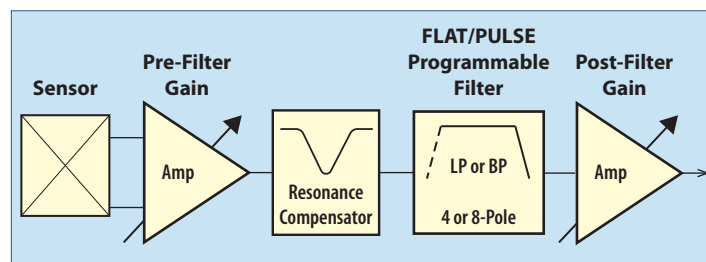 FLAT/PULSE
Pre-Filter
Programmable
Post-Filter
Sensor
Gain
Filter
Gain
Amp
LP or BP
Amp
Resonance
Compensator
4 or 8-Pole